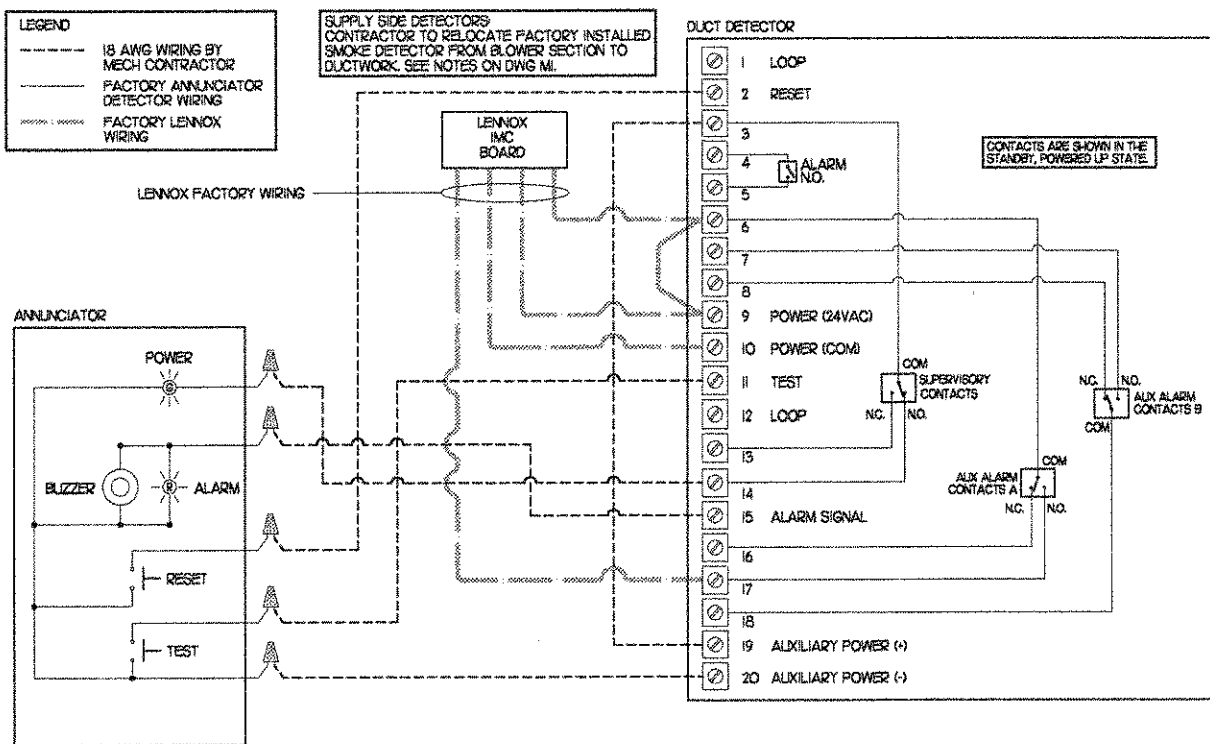 LEGEND
18 AWG WIRING BY
MECH CONTRACTOR
FACTORY ANNUNCIATOR
DETECTOR WIRING
FACTORY LENNOX
WIRING
SUPPLY SIDE DETECTORS
CONTRACTOR TO RELOCATE FACTORY INSTALLED
SMOKE DETECTOR FROM BLOWER SECTION TO
DUCTWORK. SEE NOTES ON DWG M1.
LENNOX
IMC
BOARD
LENNOX FACTORY WIRING
DUCT DETECTOR
1 LOOP
2 RESET
3
4
5
ALARM
N.O.
6
7
8
9 POWER (24VAC)
10 POWER (COM)
11 TEST
12 LOOP
13
14
15 ALARM SIGNAL
16
17
18
19 AUXILIARY POWER (+)
20 AUXILIARY POWER (-)
CONTACTS ARE SHOWN IN THE
STANDBY, POWERED UP STATE.
COM
SUPERVISORY
CONTACTS
N.C. N.O.
N.C. N.O.
AUX ALARM
CONTACTS B
COM
COM
AUX ALARM
CONTACTS A
N.C. N.O.
ANNUNCIATOR
POWER
BUZZER
ALARM
RESET
TEST